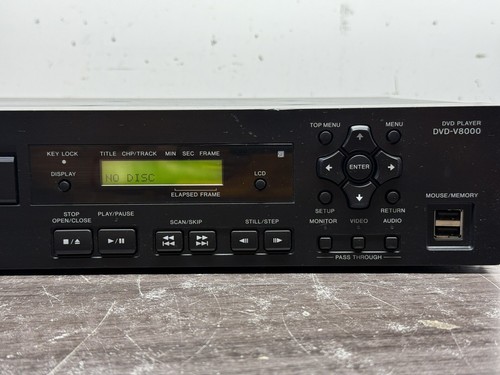 DVD PLAYER
DVD-V8000
TOP MENU
MENU
KEY LOCK
TITLE CHP/TRACK MIN SEC FRAME
DISPLAY
NO DISC
LCD
ENTER
ELAPSED FRAME
SETUP
RETURN
MOUSE/MEMORY
STOP
OPEN/CLOSE
PLAY/PAUSE
SCAN/SKIP
STILL/STEP
MONITOR
VIDEO
AUDIO
PASS THROUGH